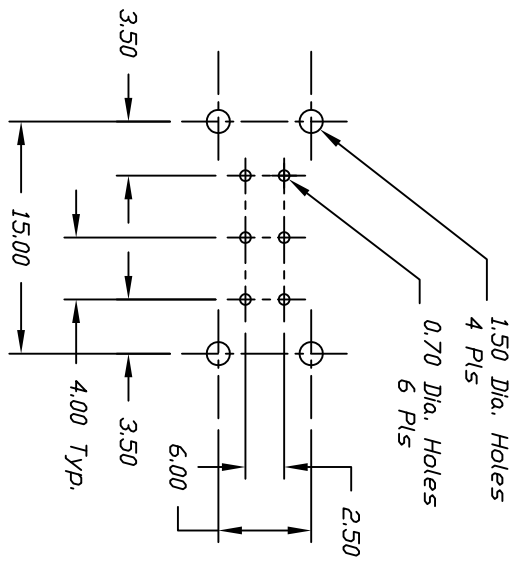 1.50 Dia. Holes
4 Pls
0.70 Dia. Holes
6 Pls
2.50
6.00
3.50
4.00 Typ.
15.00
3.50